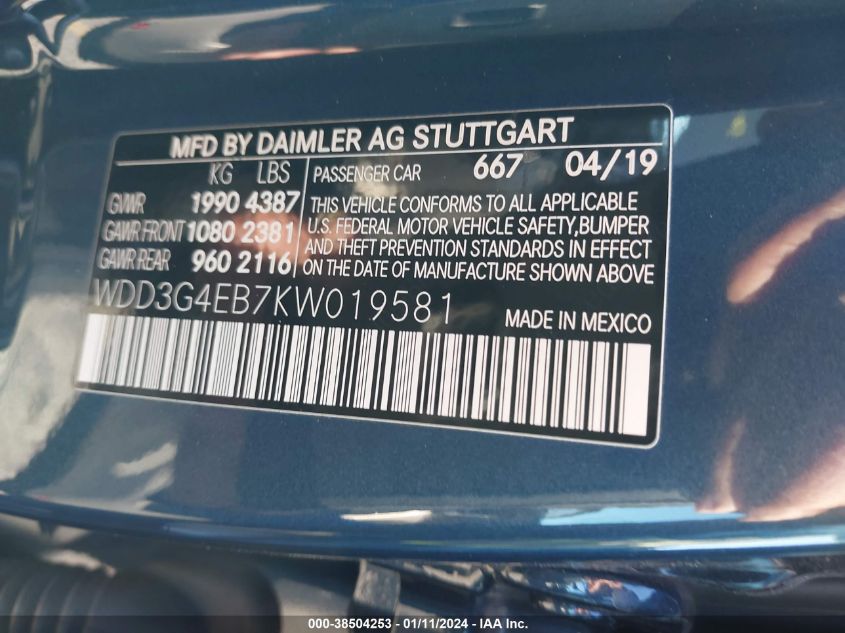 MFD BY DAIMLER AG STUTTGART
KG LBS
GVWR 1990 4387
GAWR FRONT 1080 2381
GAWR REAR 960 2116
PASSENGER CAR 667 04/19
THIS VEHICLE CONFORMS TO ALL APPLICABLE
U.S. FEDERAL MOTOR VEHICLE SAFETY,BUMPER
AND THEFT PREVENTION STANDARDS IN EFFECT
ON THE DATE OF MANUFACTURE SHOWN ABOVE
WDD3G4EB7KW019581
MADE IN MEXICO
000-38504253 - 01/11/2024 - IAA Inc.